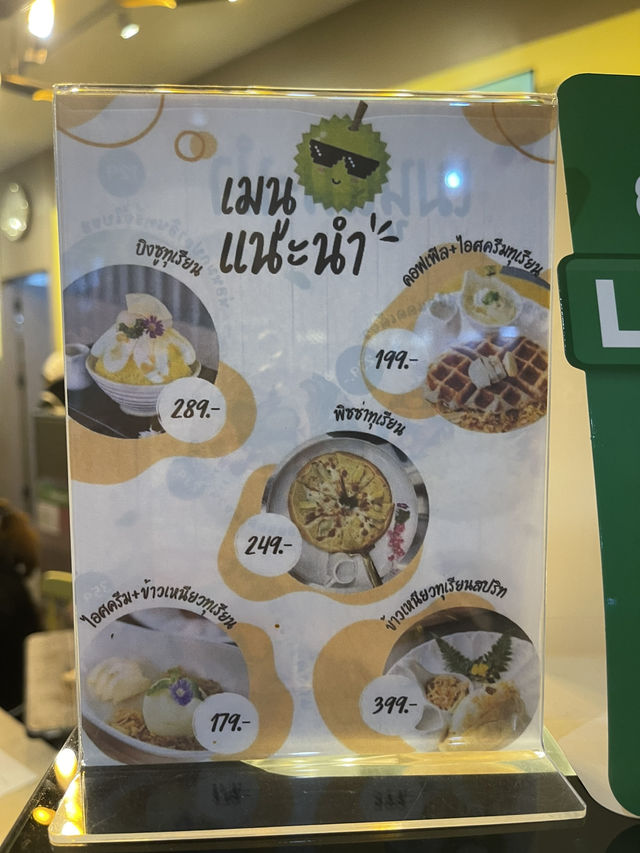 เมนู
แนะนำ
บิงซูทุเรียน
289.-
คอฟเฟิล+ไอศครีมทุเรียน
199.-
พิซซ่าทุเรียน
249.-
ไอศครีม+ข้าวเหนียวทุเรียน
179.-
ข้าวเหนียวทุเรียนสปริท
399.-
L